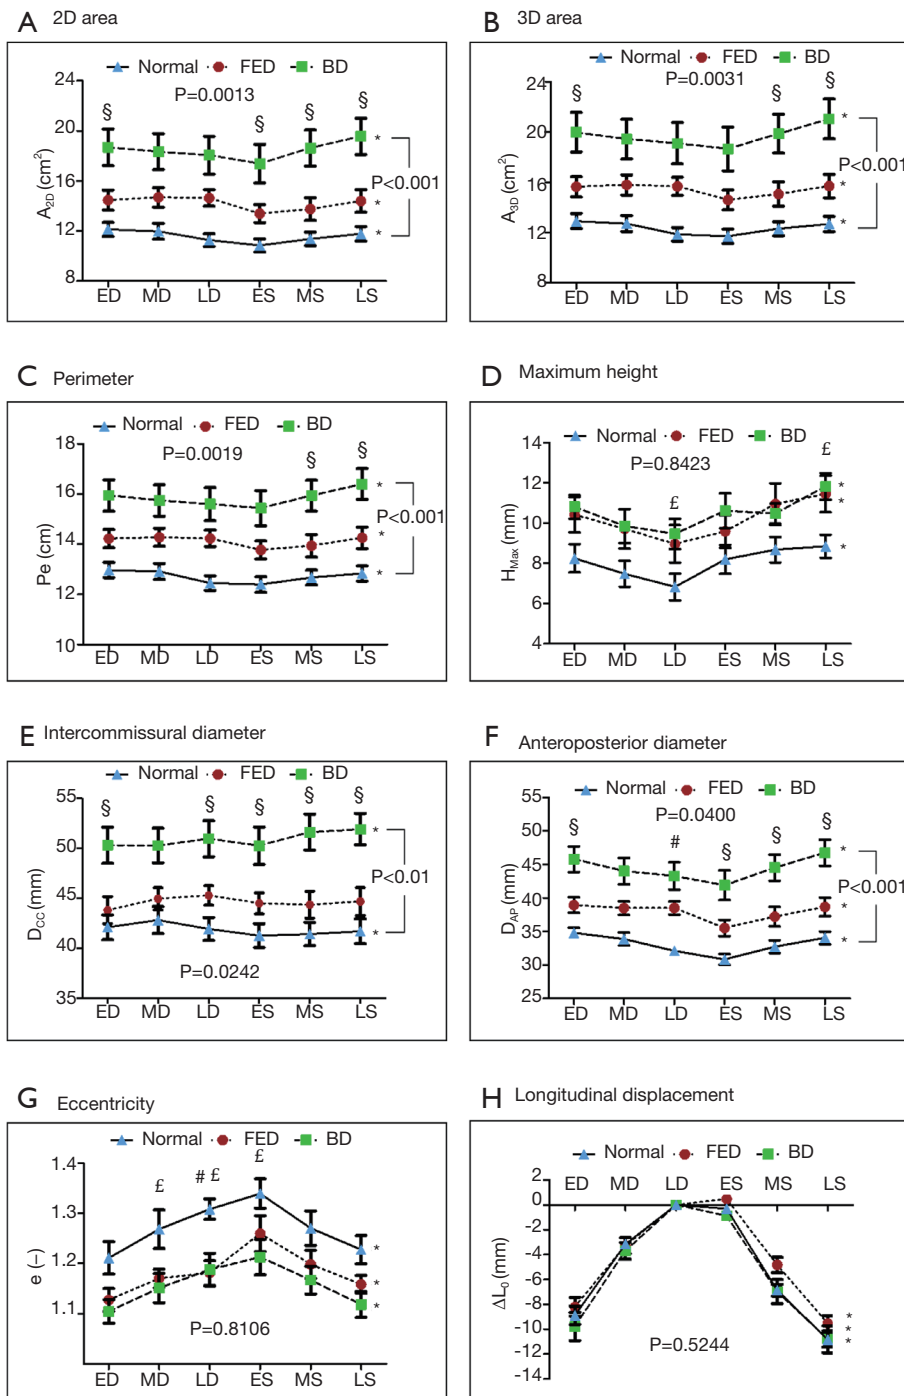 A 2D area
Normal FED BD
P=0.0013
24
20
16
12
8
A2D (cm²)
§ § § §
*
*
*
P<0.001
ED MD LD ES MS LS
B 3D area
Normal FED BD
P=0.0031
24
20
16
12
8
A3D (cm²)
§ § §
*
*
*
P<0.001
ED MD LD ES MS LS
C Perimeter
Normal FED BD
P=0.0019
18
16
14
12
10
Pe (cm)
§ §
*
*
*
P<0.001
ED MD LD ES MS LS
D Maximum height
Normal FED BD
P=0.8423
14
12
10
8
6
4
HMax (mm)
£ £
*
*
*
ED MD LD ES MS LS
E Intercommissural diameter
Normal FED BD
55
50
45
40
35
DCC (mm)
§ § § § §
*
*
P<0.01
P=0.0242
ED MD LD ES MS LS
F Anteroposterior diameter
Normal FED BD
P=0.0400
55
50
45
40
35
30
25
DAP (mm)
§ # § § §
*
*
*
P<0.001
ED MD LD ES MS LS
G Eccentricity
Normal FED BD
1.4
1.3
1.2
1.1
e (–)
£ # £ £
*
*
*
P=0.8106
ED MD LD ES MS LS
H Longitudinal displacement
Normal FED BD
ED MD LD ES MS LS
2
0
-2
-4
-6
-8
-10
-12
-14
ΔL0 (mm)
*
*
*
P=0.5244